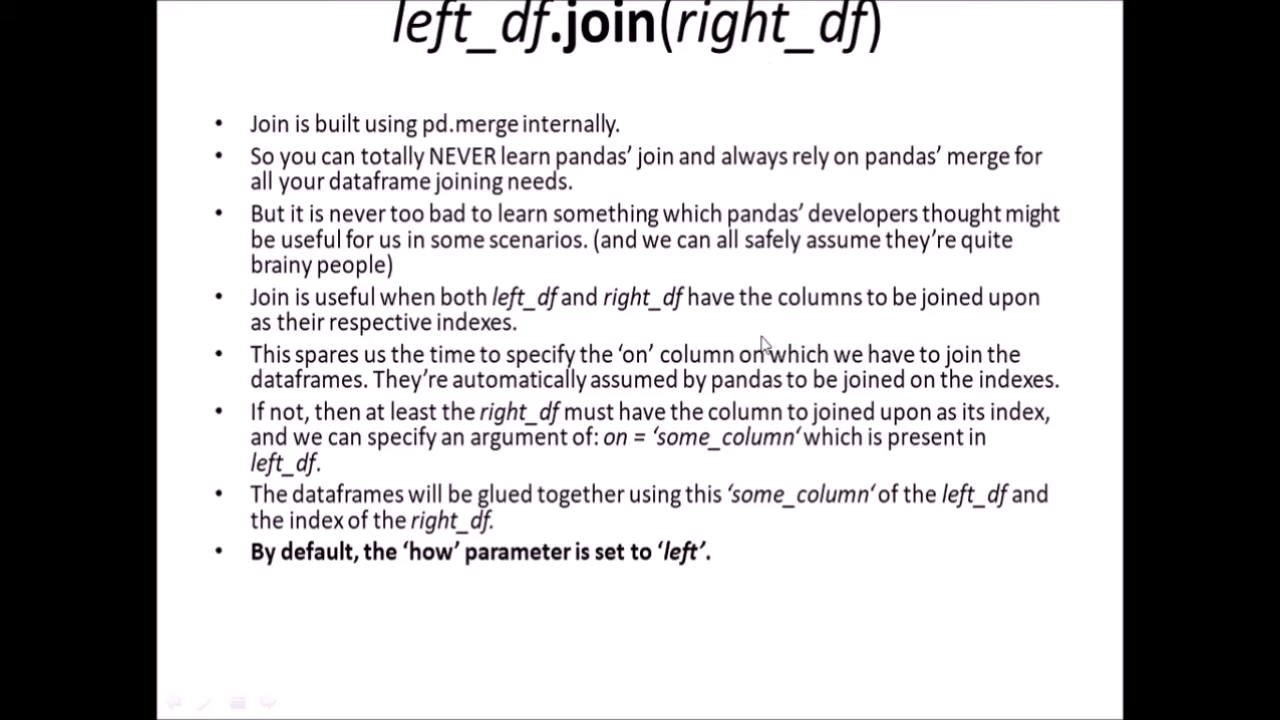 left_df.join(right_df)
• Join is built using pd.merge internally.
• So you can totally NEVER learn pandas’ join and always rely on pandas’ merge for
all your dataframe joining needs.
• But it is never too bad to learn something which pandas’ developers thought might
be useful for us in some scenarios. (and we can all safely assume they’re quite
brainy people)
• Join is useful when both left_df and right_df have the columns to be joined upon
as their respective indexes.
• This spares us the time to specify the ‘on’ column on which we have to join the
dataframes. They’re automatically assumed by pandas to be joined on the indexes.
• If not, then at least the right_df must have the column to joined upon as its index,
and we can specify an argument of: on = ‘some_column‘ which is present in
left_df.
• The dataframes will be glued together using this ‘some_column‘ of the left_df and
the index of the right_df.
• By default, the ‘how’ parameter is set to ‘left’.